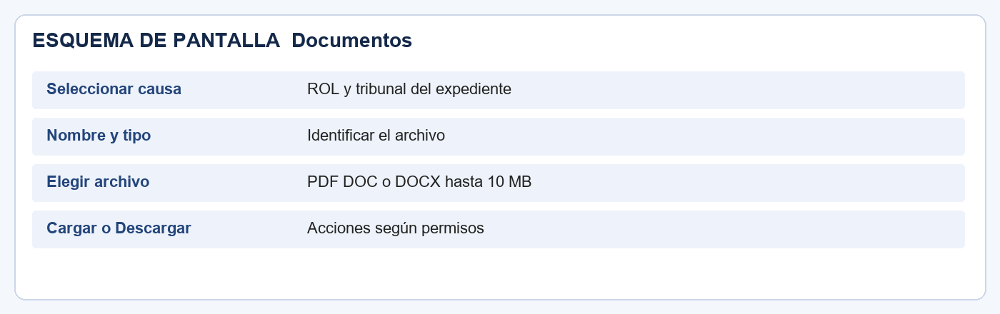 ESQUEMA DE PANTALLA Documentos
Seleccionar causa ROL y tribunal del expediente
Nombre y tipo Identificar el archivo
Elegir archivo PDF DOC o DOCX hasta 10 MB
Cargar o Descargar Acciones según permisos